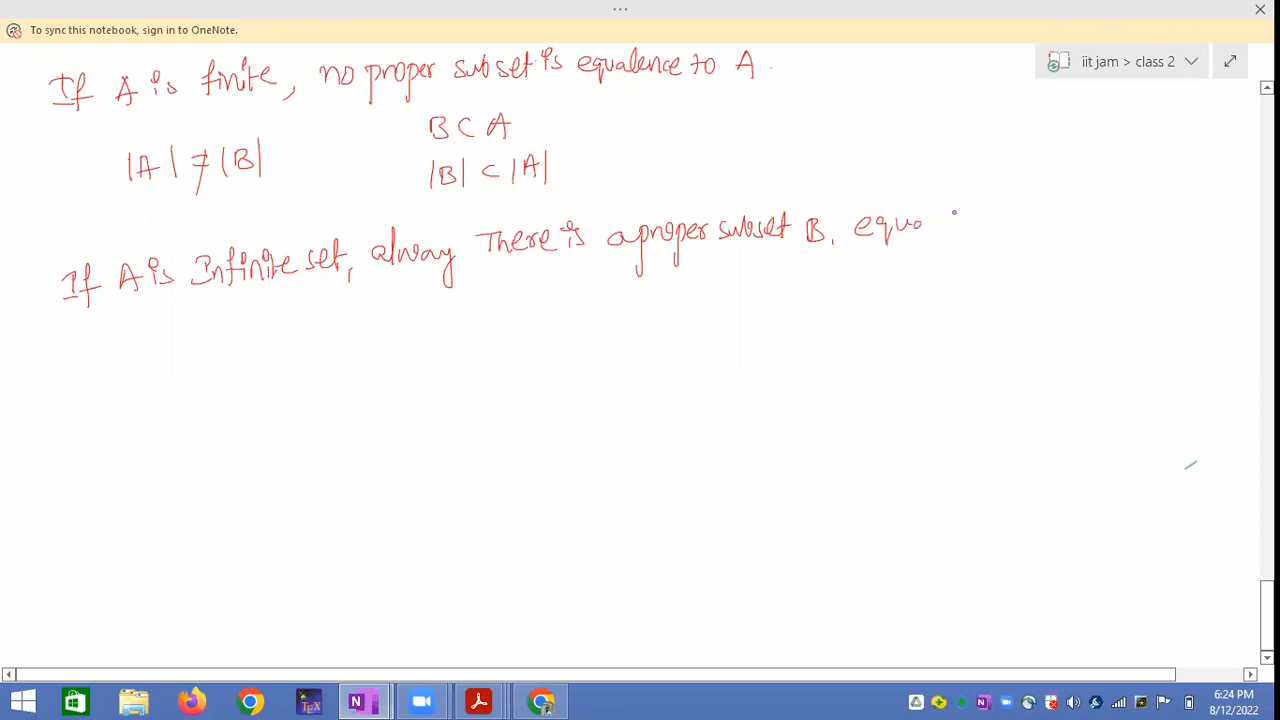 To sync this notebook, sign in to OneNote.
iit jam > class 2
If A is finite, no proper subset is equalence to A.
B ⊂ A
|A| ≠ |B|
|B| ⊂ |A|
If A is Infinite set, alway There is a proper subset B, equa
6:24 PM
8/12/2022